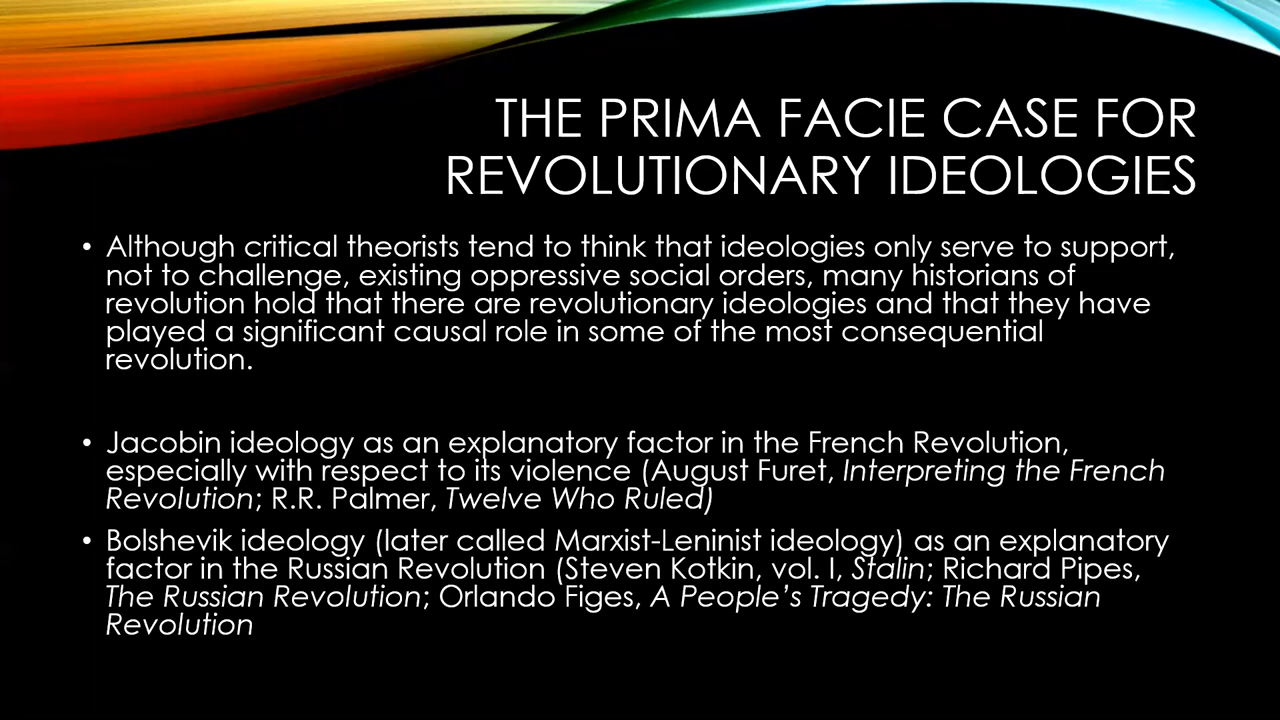 THE PRIMA FACIE CASE FOR
REVOLUTIONARY IDEOLOGIES
• Although critical theorists tend to think that ideologies only serve to support,
not to challenge, existing oppressive social orders, many historians of
revolution hold that there are revolutionary ideologies and that they have
played a significant causal role in some of the most consequential
revolution.
• Jacobin ideology as an explanatory factor in the French Revolution,
especially with respect to its violence (August Furet, Interpreting the French
Revolution; R.R. Palmer, Twelve Who Ruled)
• Bolshevik ideology (later called Marxist-Leninist ideology) as an explanatory
factor in the Russian Revolution (Steven Kotkin, vol. I, Stalin; Richard Pipes,
The Russian Revolution; Orlando Figes, A People's Tragedy: The Russian
Revolution